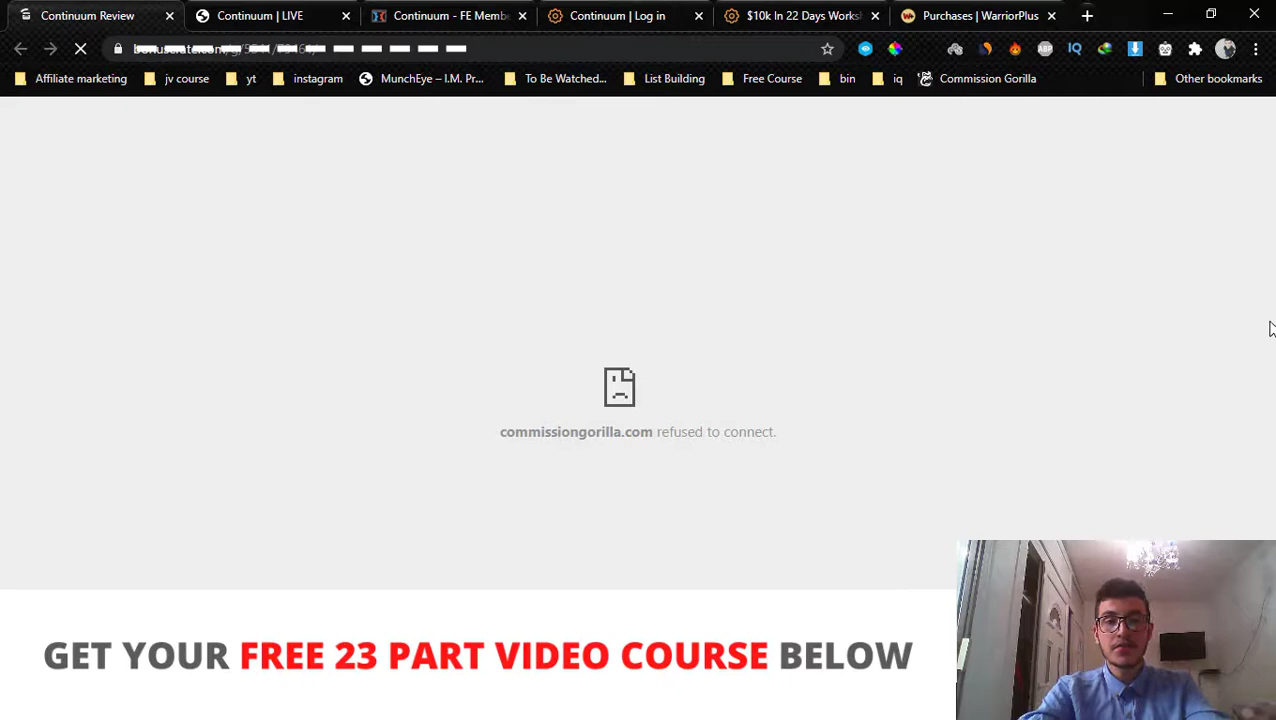 Continuum Review
Continuum | LIVE
Continuum - FE Memb
Continuum | Log in
$10k In 22 Days Works
Purchases | WarriorPlus
Affiliate marketing
jv course
yt
instagram
MunchEye – I.M. Pr...
To Be Watched...
List Building
Free Course
bin
iq
Commission Gorilla
Other bookmarks
ABP
IQ
commissiongorilla.com refused to connect.
GET YOUR FREE 23 PART VIDEO COURSE BELOW